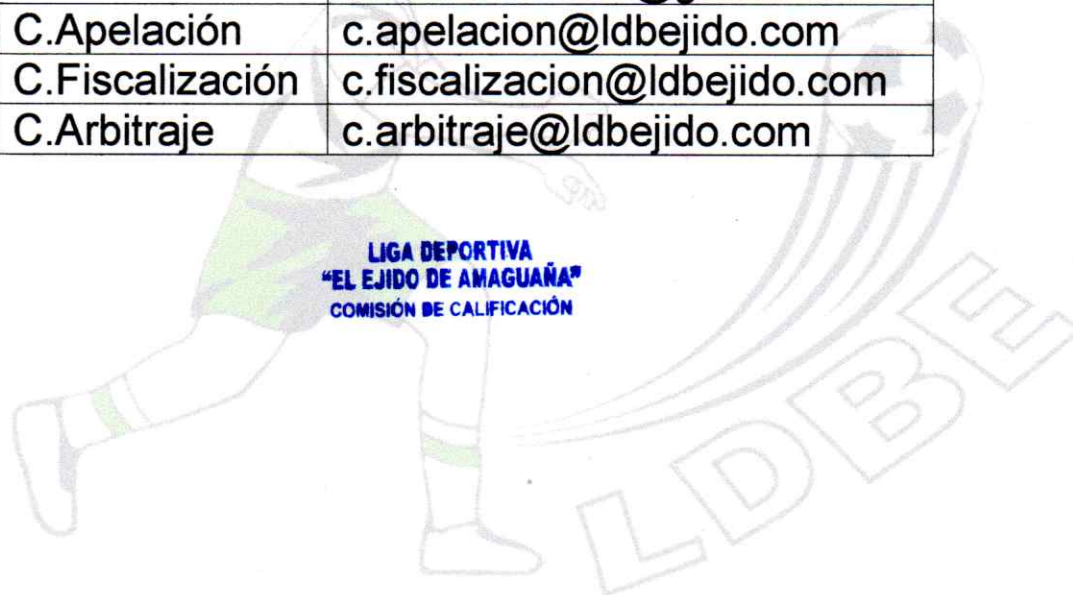 C.Apelación c.apelacion@ldbejido.com
C.Fiscalización c.fiscalizacion@ldbejido.com
C.Arbitraje c.arbitraje@ldbejido.com
LIGA DEPORTIVA
“EL EJIDO DE AMAGUAÑA”
COMISIÓN DE CALIFICACIÓN
LDBE